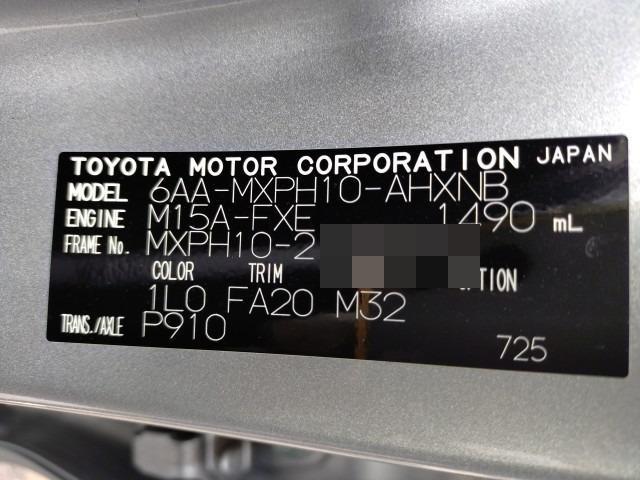 TOYOTA MOTOR CORPORATION JAPAN
MODEL 6AA-MXPH10-AHXNB
ENGINE M15A-FXE 1490 mL
FRAME No. MXPH10-2
COLOR TRIM
1L0 FA20 M32
TRANS./AXLE P910
725